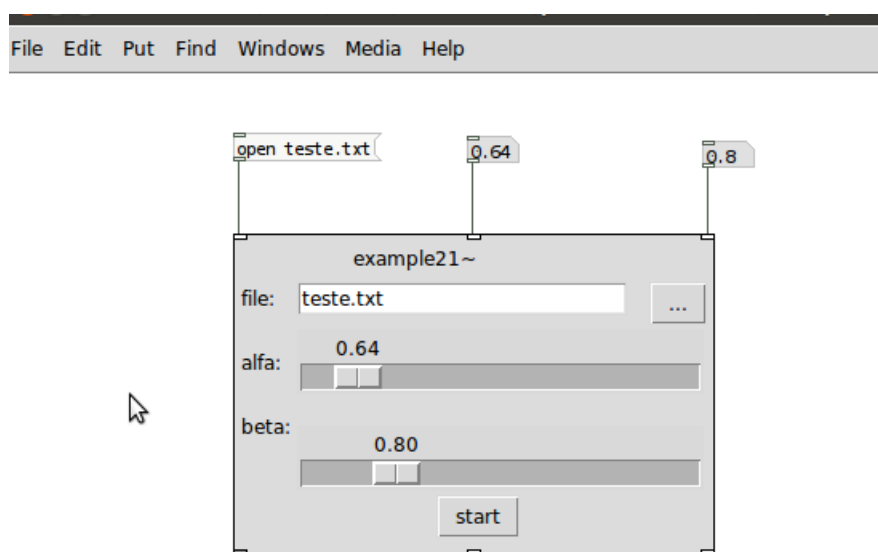 File Edit Put Find Windows Media Help
open teste.txt 0.64 0.8
example21~
file: teste.txt ...
0.64
alfa:
beta:
0.80
start